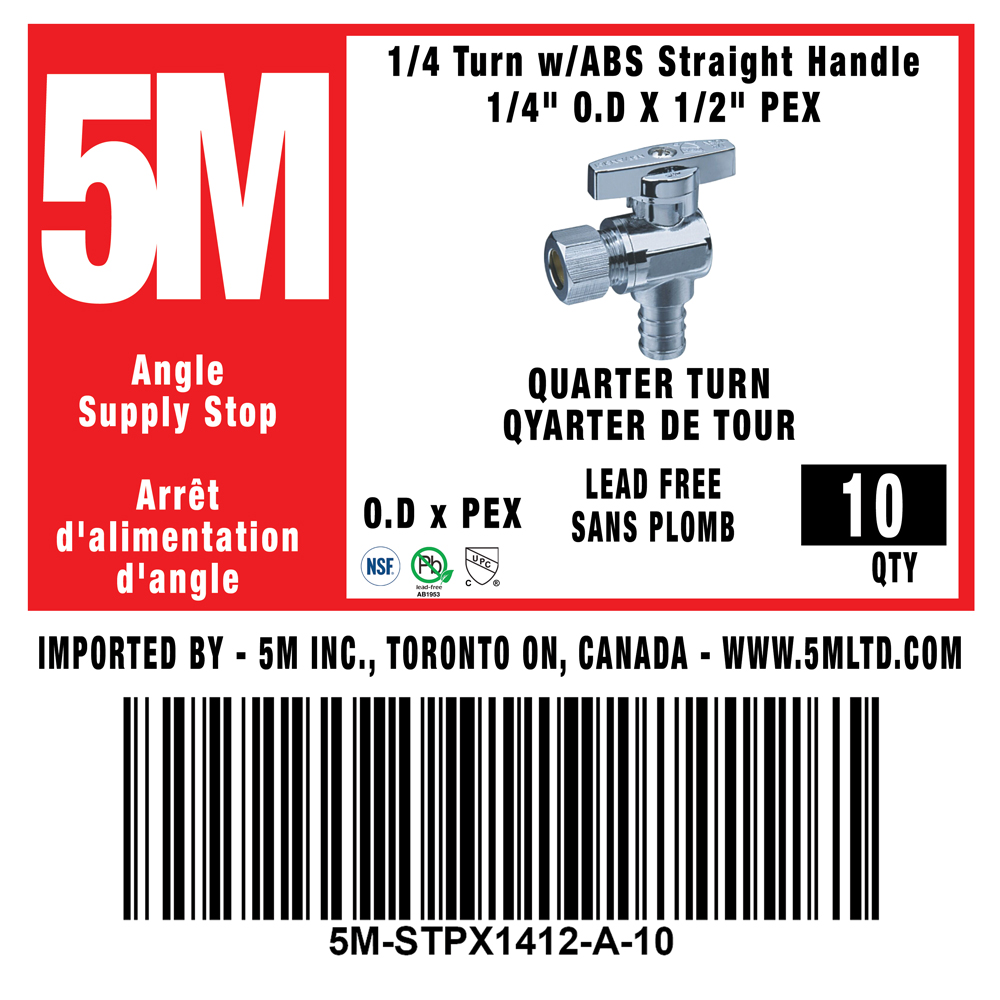 5M
Angle
Supply Stop
Arrêt
d'alimentation
d'angle
1/4 Turn w/ABS Straight Handle
1/4" O.D X 1/2" PEX
QUARTER TURN
QYARTER DE TOUR
O.D x PEX
LEAD FREE
SANS PLOMB
10
QTY
NSF
Pb
lead-free
AB1953
UPC
C ®
IMPORTED BY - 5M INC., TORONTO ON, CANADA - WWW.5MLTD.COM
5M-STPX1412-A-10